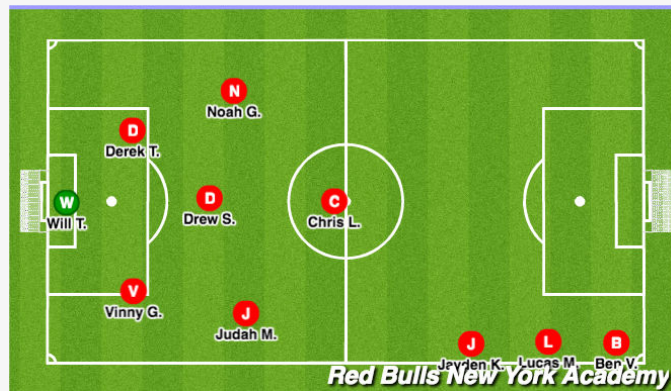 N
Noah G.
D
Derek T.
W
Will T.
D
Drew S.
C
Chris L.
V
Vinny G.
J
Judah M.
J
Jayden K.
L
Lucas M
B
Ben V.
Red Bulls New York Academy